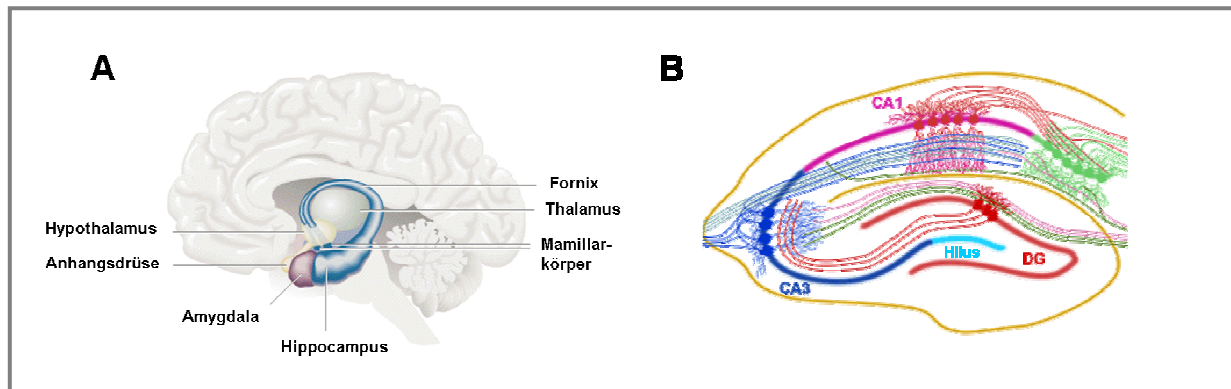 A
B
Fornix
Thalamus
Hypothalamus
Mamillar-
körper
Anhangsdrüse
Amygdala
Hippocampus
CA1
Hilus
DG
CA3